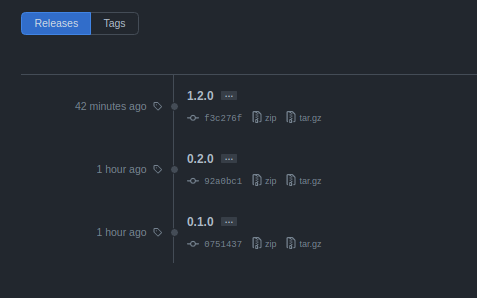 Releases Tags
1.2.0 ...
42 minutes ago
f3c276f zip tar.gz
0.2.0 ...
1 hour ago
92a0bc1 zip tar.gz
0.1.0 ...
1 hour ago
0751437 zip tar.gz